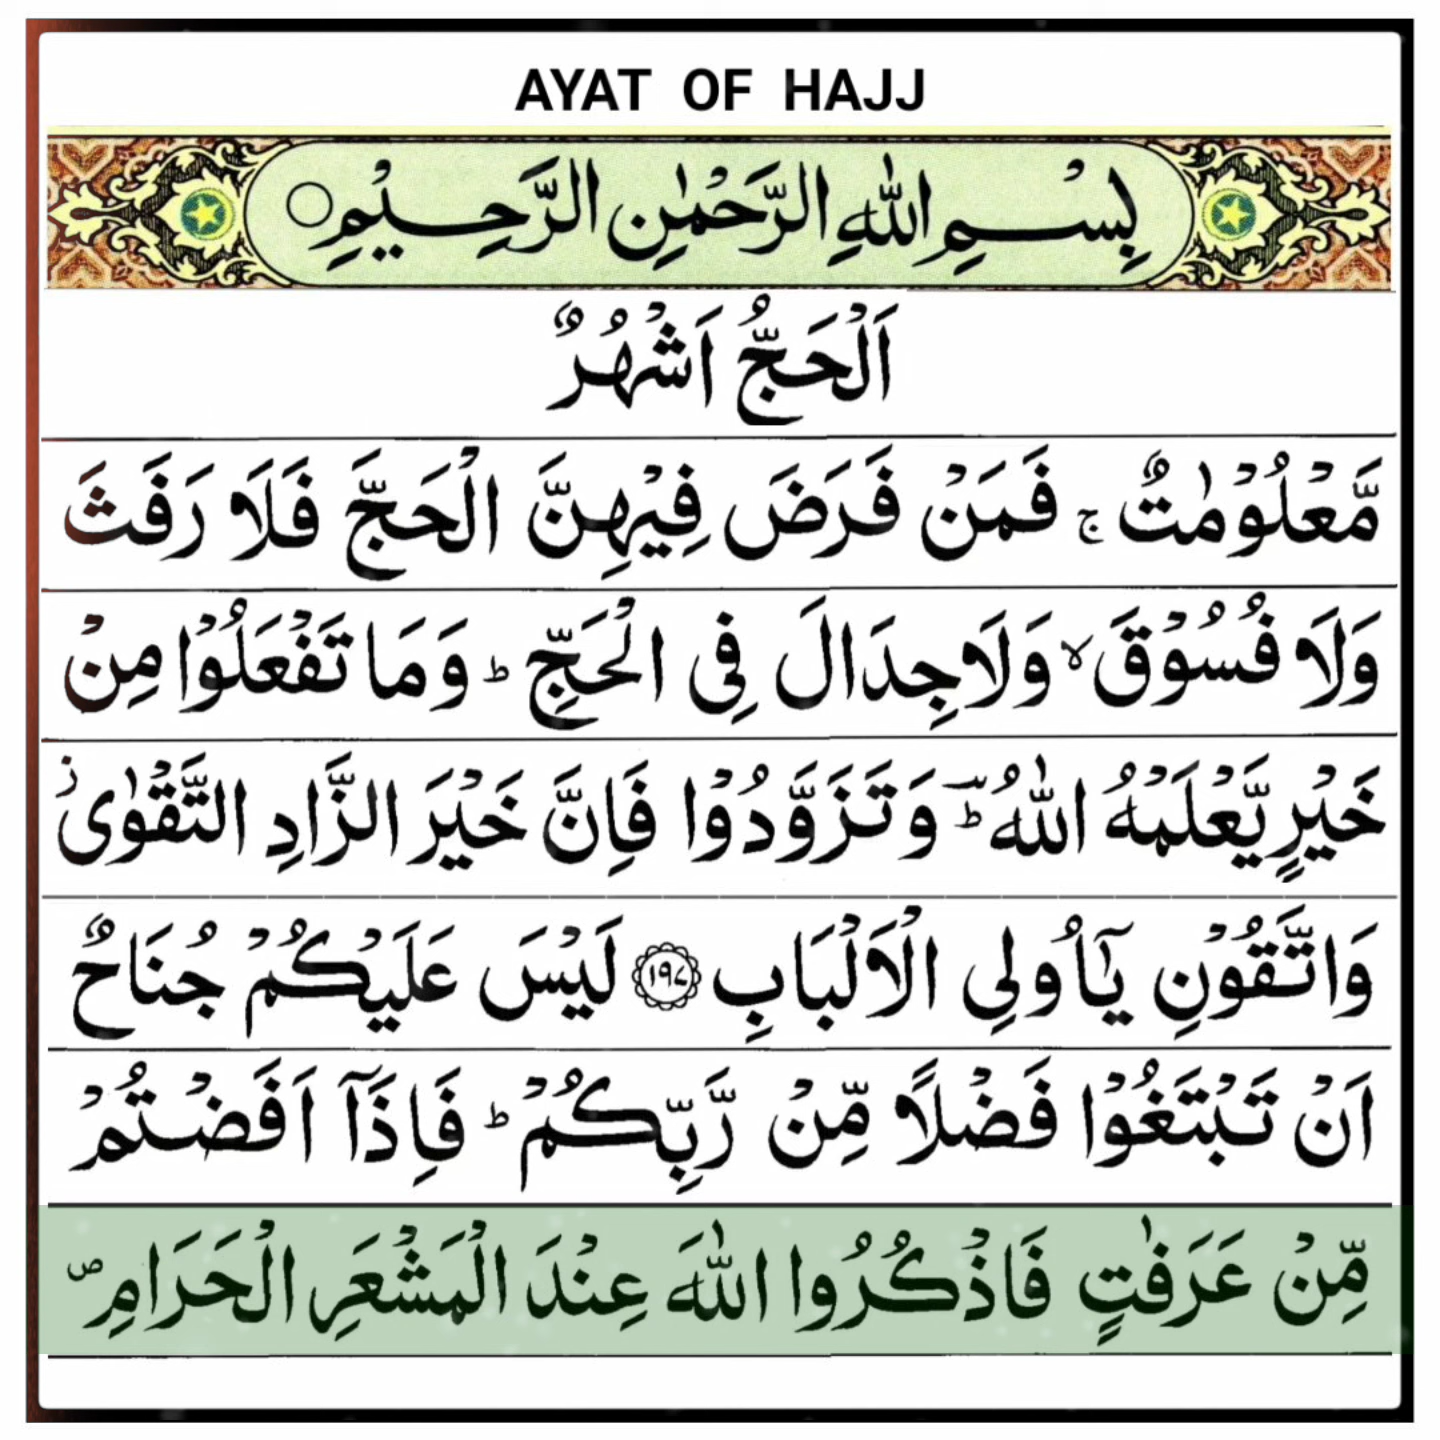 AYAT OF HAJJ
بِسْمِ اللّٰهِ الرَّحْمٰنِ الرَّحِيْمِ ○
اَلْحَجُّ اَشْهُرٌ
مَّعْلُوْمٰتٌ ۚ فَمَنْ فَرَضَ فِيْهِنَّ الْحَجَّ فَلَا رَفَثَ
وَلَا فُسُوْقَ ۙ وَلَا جِدَالَ فِى الْحَجِّ ؕ وَمَا تَفْعَلُوْا مِنْ
خَيْرٍ يَّعْلَمْهُ اللّٰهُ ؔؕ وَتَزَوَّدُوْا فَاِنَّ خَيْرَ الزَّادِ التَّقْوٰى ؗ
وَاتَّقُوْنِ يٰۤاُولِى الْاَلْبَابِ ﴿۱۹۷﴾ لَيْسَ عَلَيْكُمْ جُنَاحٌ
اَنْ تَبْتَغُوْا فَضْلًا مِّنْ رَّبِّكُمْ ؕ فَاِذَاۤ اَفَضْتُمْ
مِّنْ عَرَفٰتٍ فَاذْكُرُوا اللّٰهَ عِنْدَ الْمَشْعَرِ الْحَرَامِ ۪